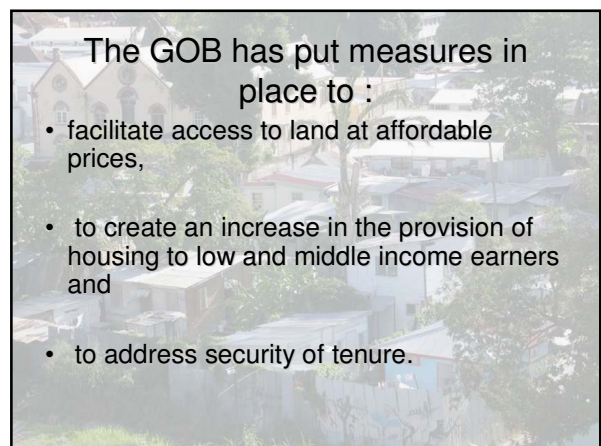 The GOB has put measures in
place to :
• facilitate access to land at affordable
prices,
• to create an increase in the provision of
housing to low and middle income earners
and
• to address security of tenure.